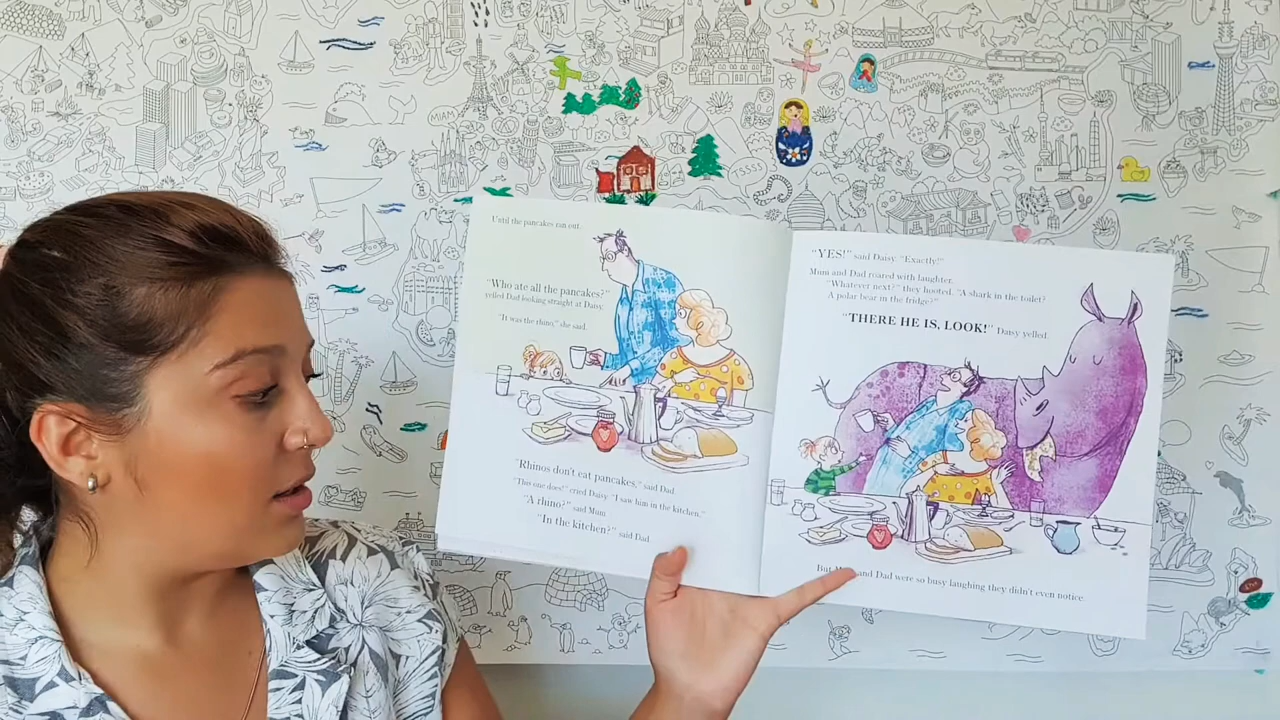 Until the pancakes ran out.
"Who ate all the pancakes?"
yelled Dad looking straight at Daisy.
"It was the rhino," she said.
"Rhinos don't eat pancakes," said Dad.
"This one does!" cried Daisy. "I saw him in the kitchen."
"A rhino?" said Mum.
"In the kitchen?" said Dad.
"YES!" said Daisy. "Exactly!"
Mum and Dad roared with laughter.
"Whatever next?" they hooted. "A shark in the toilet?
A polar bear in the fridge?"
"THERE HE IS, LOOK!" Daisy yelled.
But and Dad were so busy laughing they didn't even notice.
MIAMI
SSSS